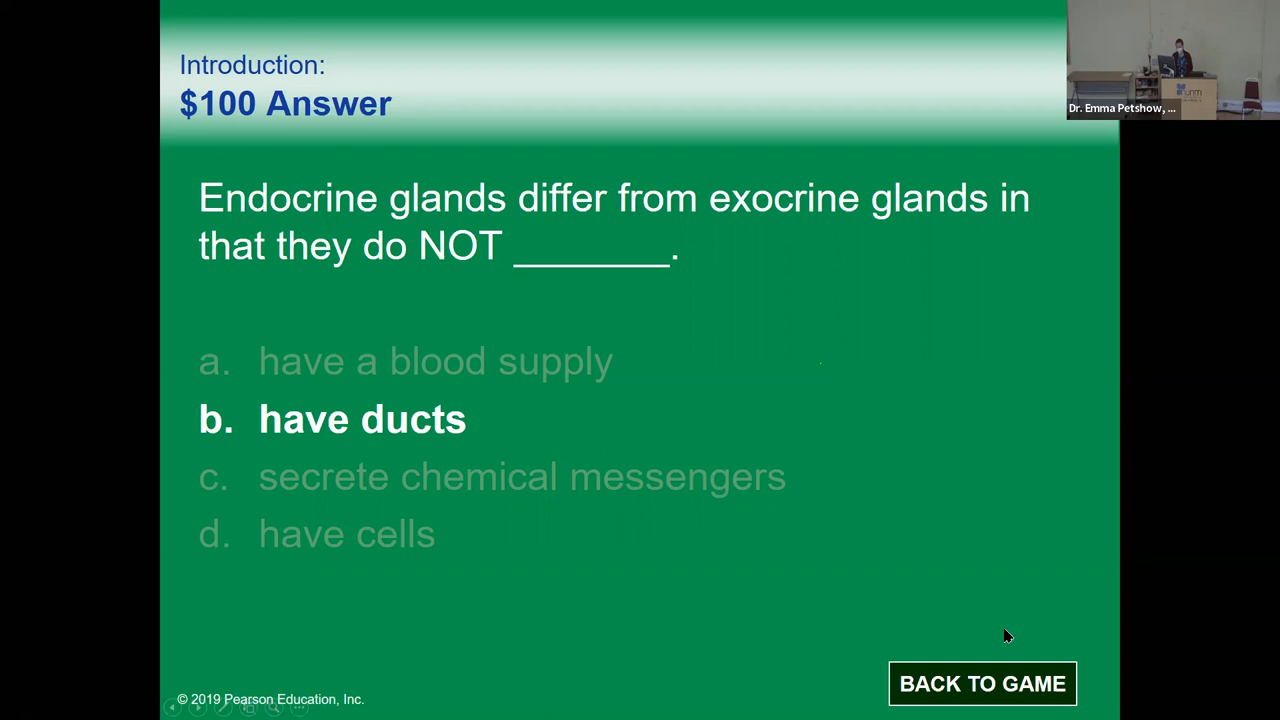 Introduction:
$100 Answer
Dr. Emma Petshow, ...
Endocrine glands differ from exocrine glands in
that they do NOT _______.
a. have a blood supply
b. have ducts
c. secrete chemical messengers
d. have cells
BACK TO GAME
© 2019 Pearson Education, Inc.